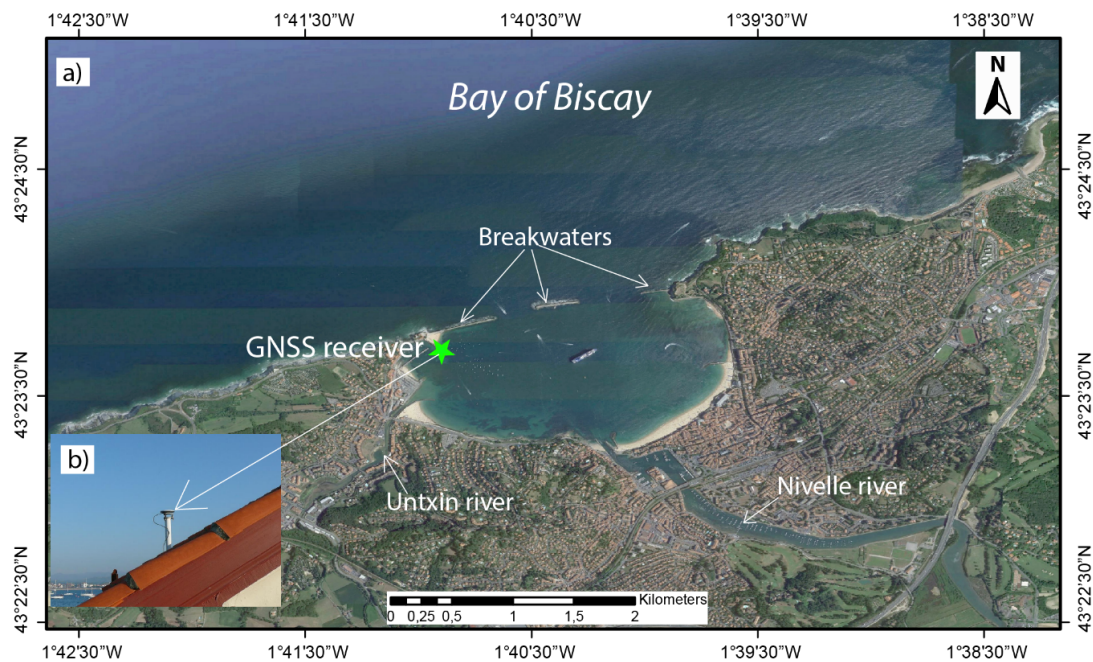 1°42'30"W 1°41'30"W 1°40'30"W 1°39'30"W 1°38'30"W
a)
N
Bay of Biscay
43°24'30"N
43°24'30"N
Breakwaters
GNSS receiver
43°23'30"N
43°23'30"N
b)
Untxin river
Nivelle river
43°22'30"N
43°22'30"N
Kilometers
0 0,25 0,5 1 1,5 2
1°42'30"W 1°41'30"W 1°40'30"W 1°39'30"W 1°38'30"W